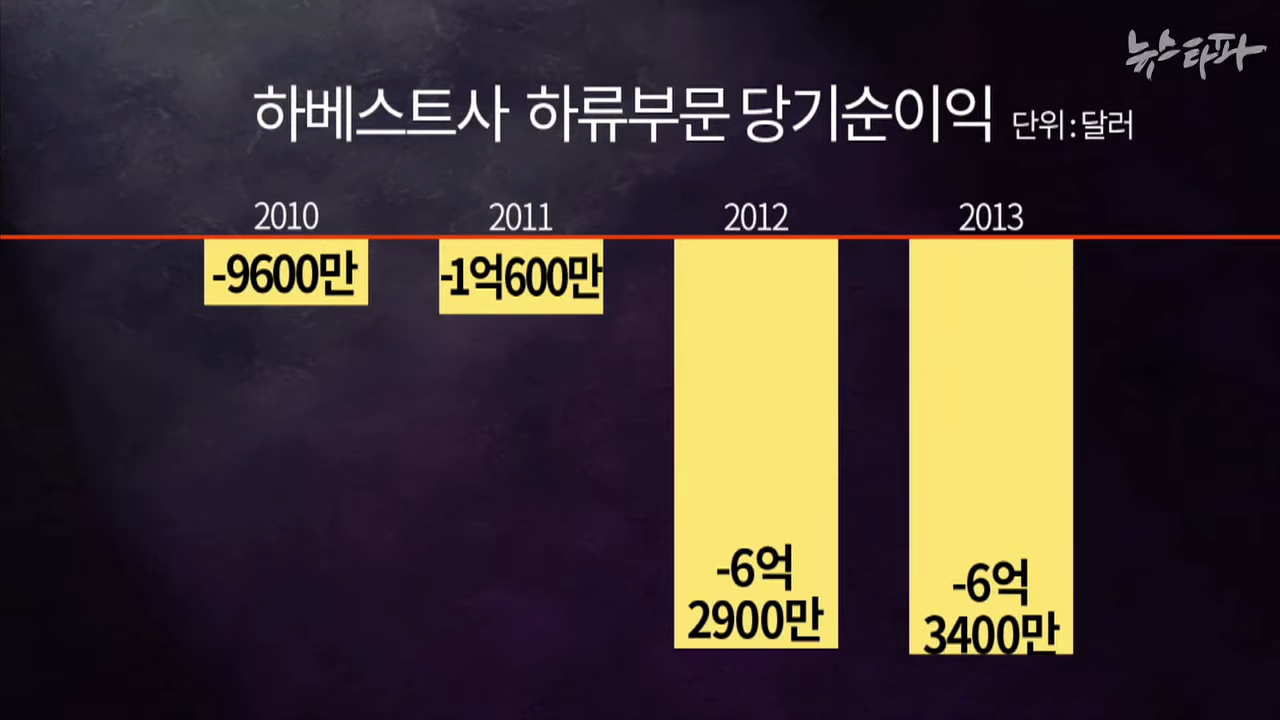 뉴스타파
하베스트사 하류부문 당기순이익 단위:달러
2010 2011 2012 2013
-9600만 -1억600만
-6억 -6억
2900만 3400만